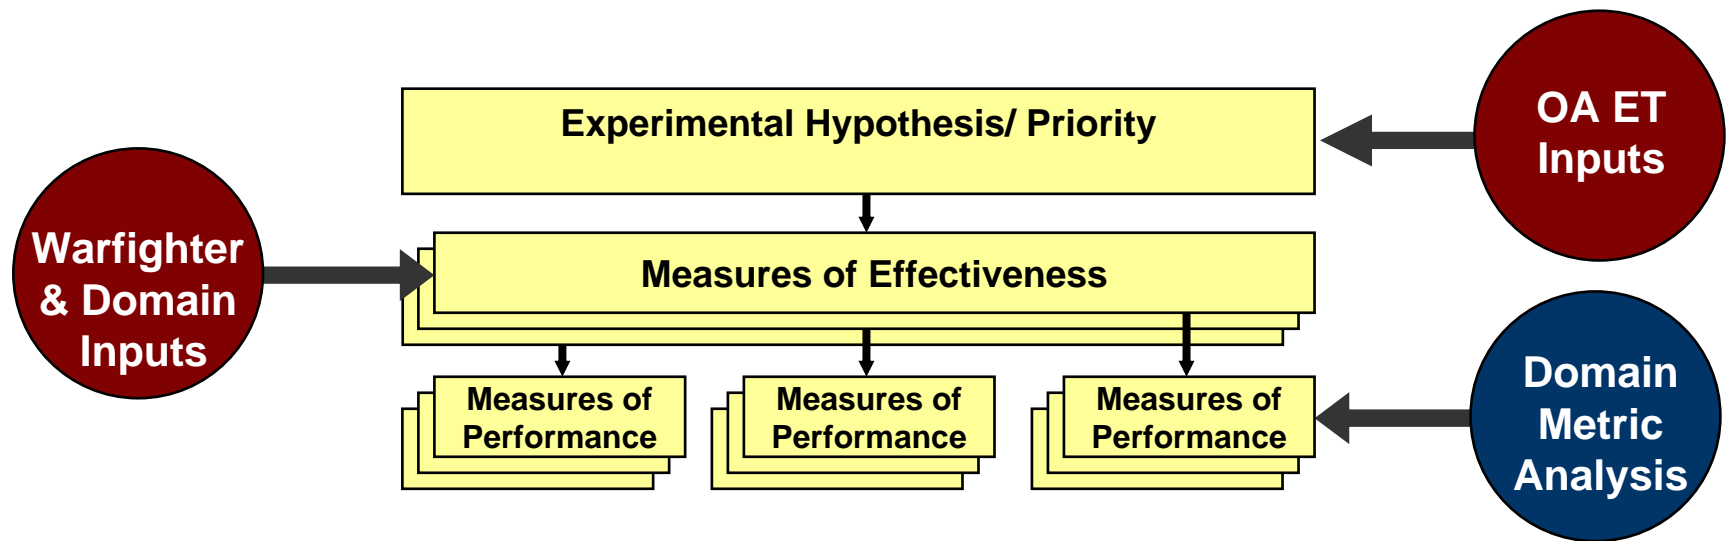 Experimental Hypothesis/ Priority
OA ET
Inputs
Warfighter
& Domain
Inputs
Measures of Effectiveness
Measures of
Performance
Measures of
Performance
Measures of
Performance
Domain
Metric
Analysis